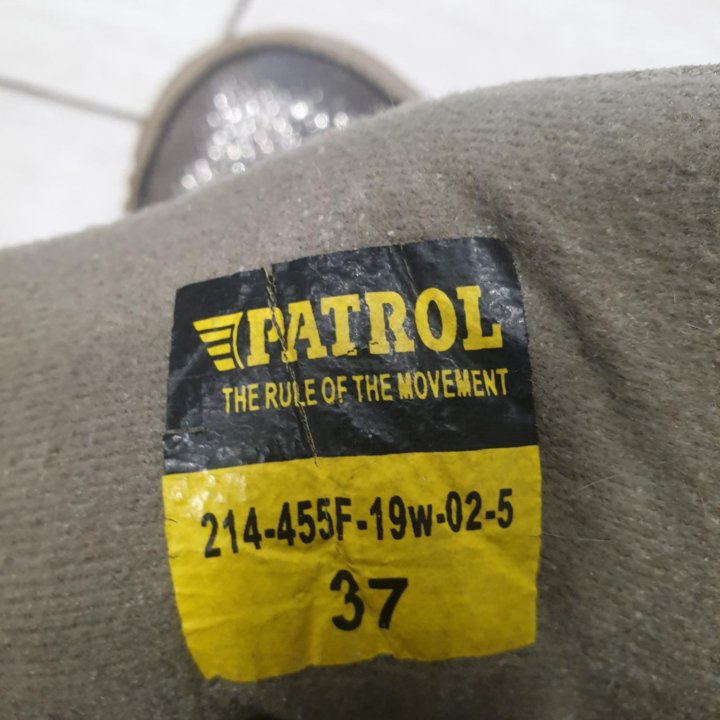 PATROL
THE RULE OF THE MOVEMENT
214-455F-19w-02-5
37